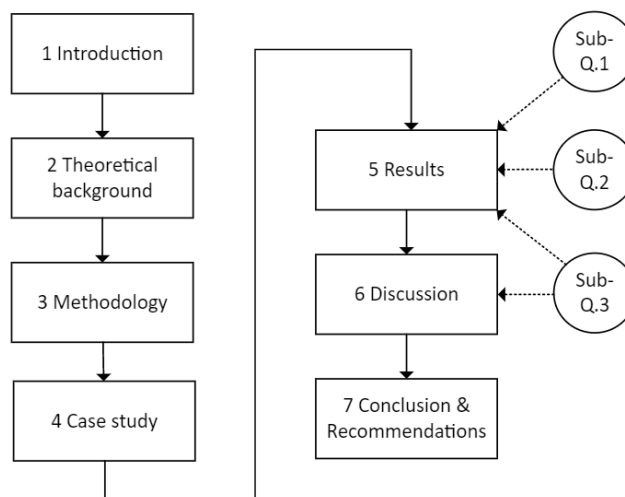 1 Introduction
2 Theoretical
background
3 Methodology
4 Case study
5 Results
6 Discussion
7 Conclusion &
Recommendations
Sub-
Q.1
Sub-
Q.2
Sub-
Q.3